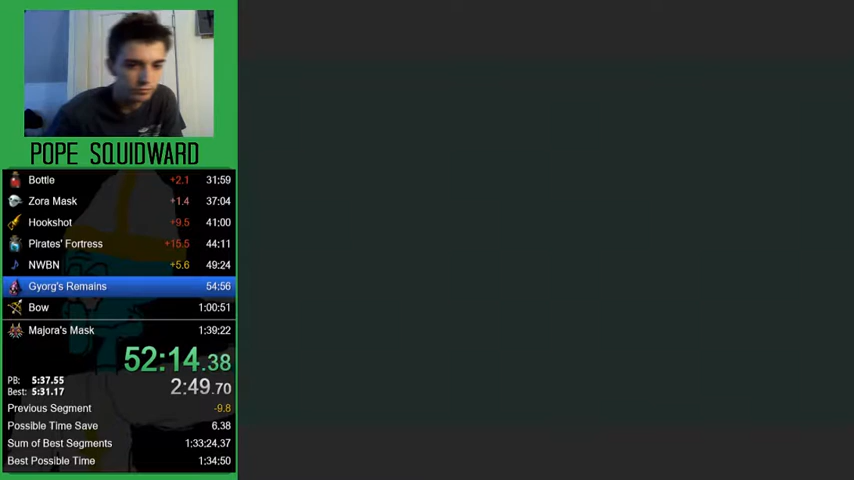 POPE SQUIDWARD
Bottle +2.1 31:59
Zora Mask +1.4 37:04
Hookshot +9.5 41:00
Pirates' Fortress +15.5 44:11
NWBN +5.6 49:24
Gyorg's Remains 54:56
Bow 1:00:51
Majora's Mask 1:39:22
52:14.38
PB: 5:37.55
Best: 5:31.17
2:49.70
Previous Segment -9.8
Possible Time Save 6.38
Sum of Best Segments 1:33:24.37
Best Possible Time 1:34:50